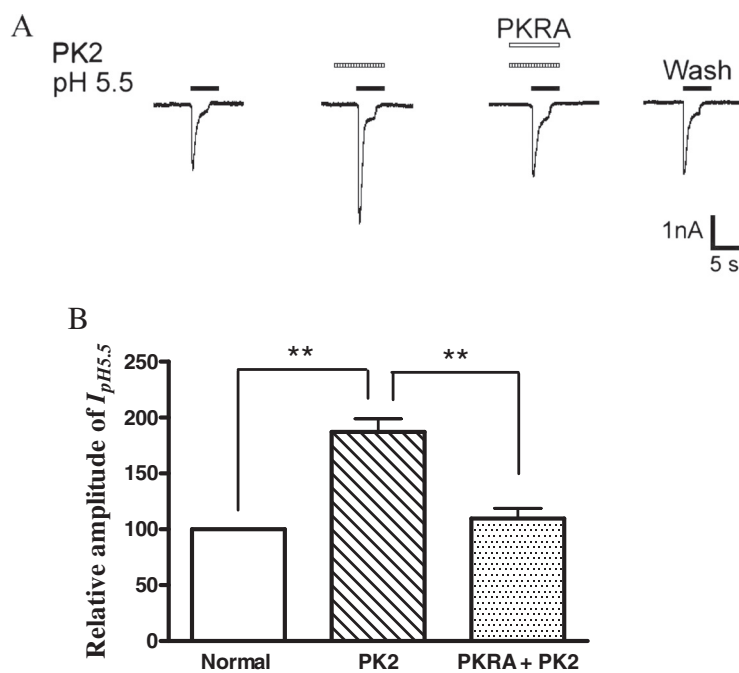 A
PK2
pH 5.5
PKRA
Wash
1nA
5 s
B
Relative amplitude of IpH5.5
250
200
150
100
50
0
**
**
Normal
PK2
PKRA + PK2